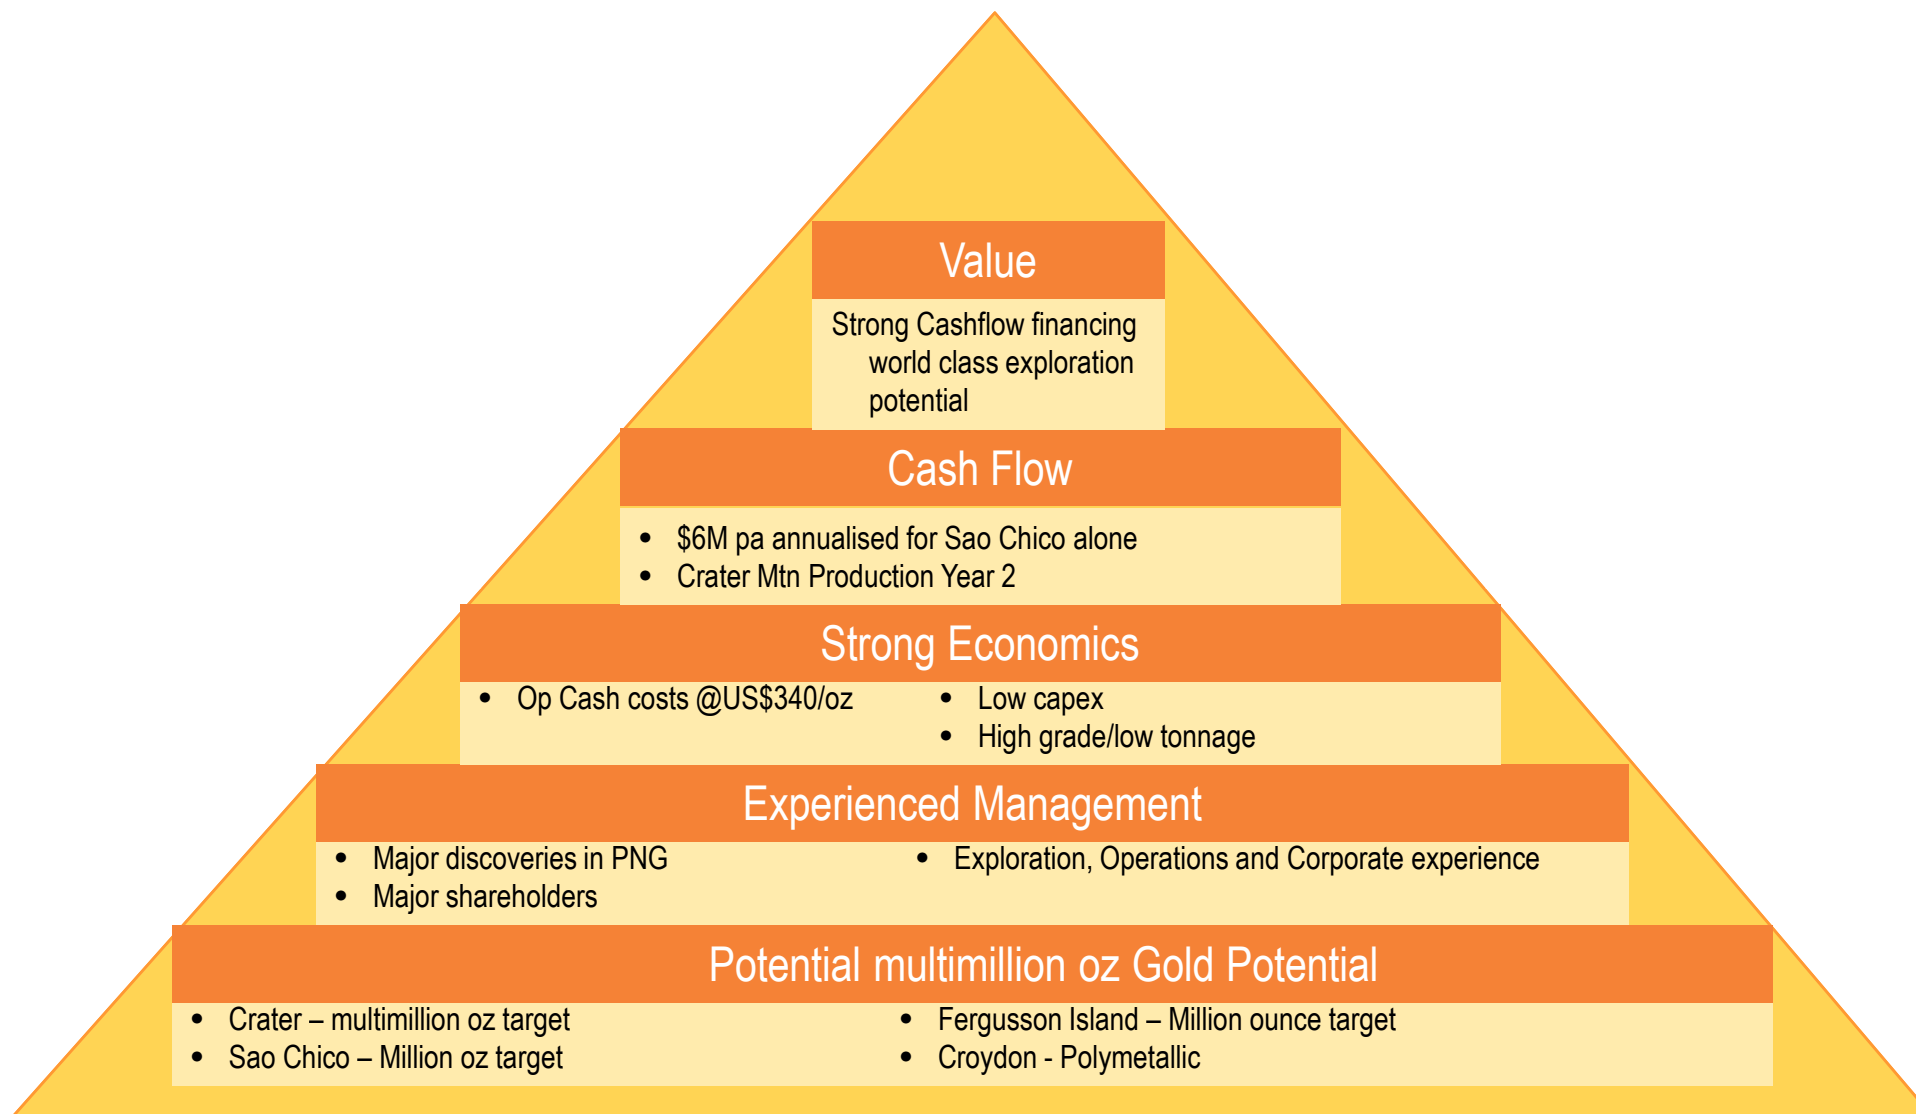 Value
Strong Cashflow financing
world class exploration
potential
Cash Flow
• $6M pa annualised for Sao Chico alone
• Crater Mtn Production Year 2
Strong Economics
• Op Cash costs @US$340/oz
• Low capex
• High grade/low tonnage
Experienced Management
• Major discoveries in PNG
• Major shareholders
• Exploration, Operations and Corporate experience
Potential multimillion oz Gold Potential
• Crater – multimillion oz target
• Sao Chico – Million oz target
• Fergusson Island – Million ounce target
• Croydon - Polymetallic